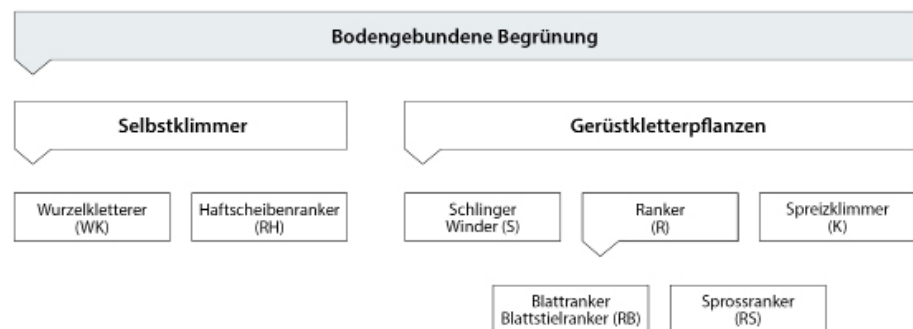 Bodengebundene Begrünung
Selbstklimmer
Gerüstkletterpflanzen
Wurzelkletterer
(WK)
Haftscheibenranker
(RH)
Schlinger
Winder (S)
Ranker
(R)
Spreizklimmer
(K)
Blattranker
Blattstielranker (RB)
Sprossranker
(RS)